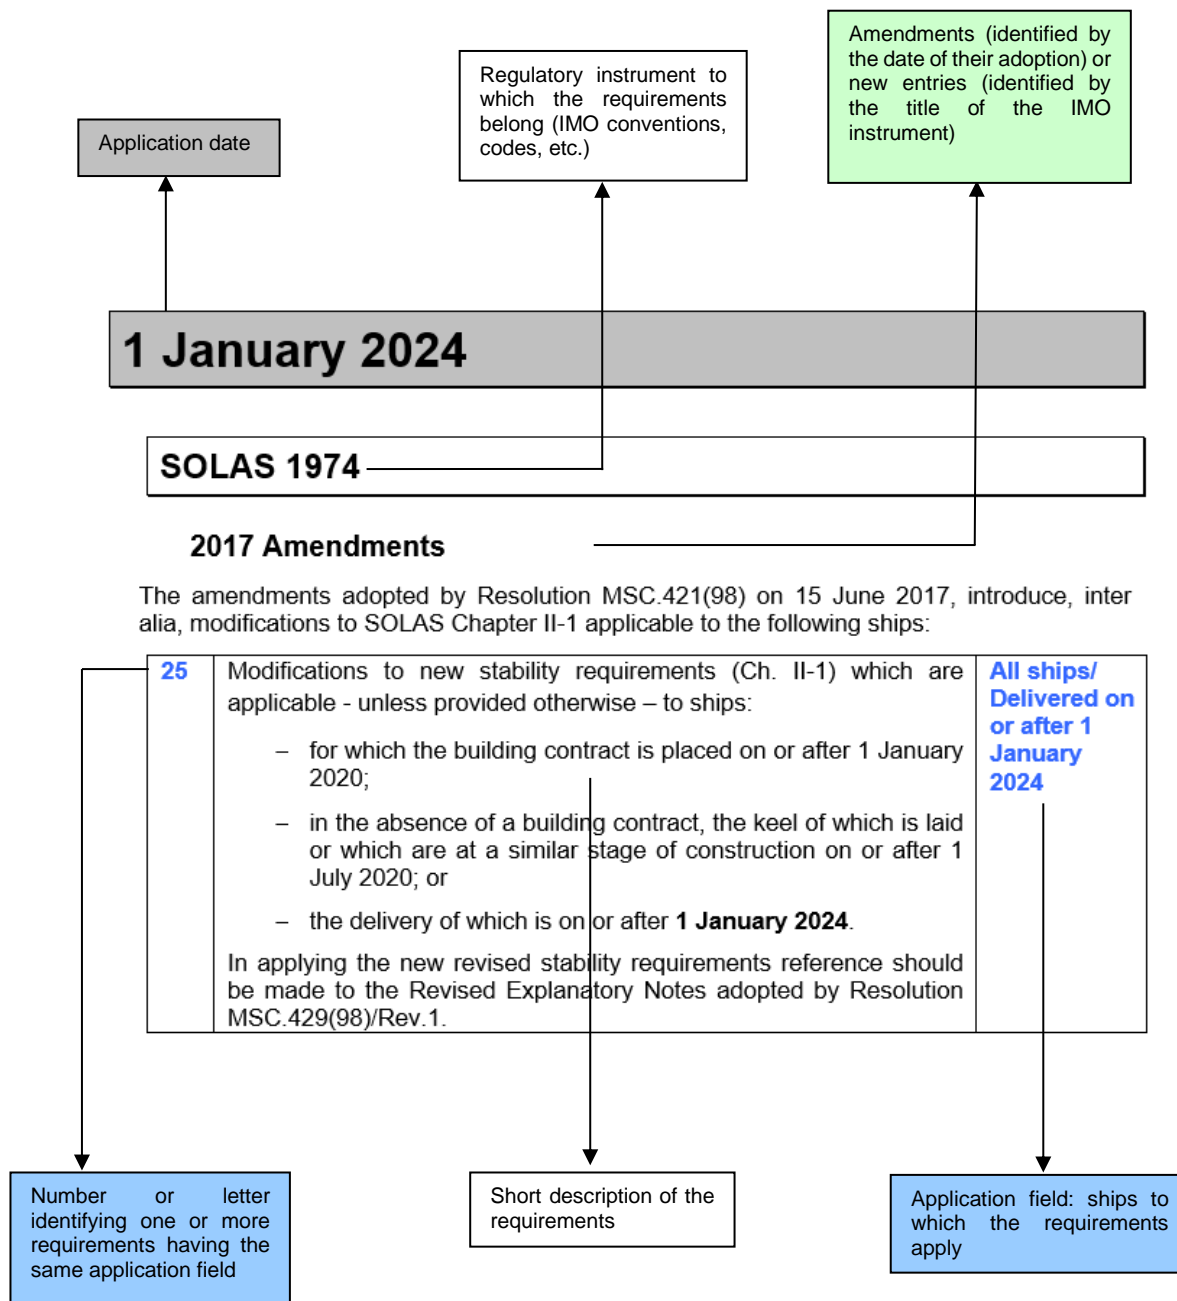 Application date
Regulatory instrument to
which the requirements
belong (IMO conventions,
codes, etc.)
Amendments (identified by
the date of their adoption) or
new entries (identified by
the title of the IMO
instrument)
1 January 2024
SOLAS 1974
2017 Amendments
The amendments adopted by Resolution MSC.421(98) on 15 June 2017, introduce, inter
alia, modifications to SOLAS Chapter II-1 applicable to the following ships:
25
Modifications to new stability requirements (Ch. II-1) which are
applicable - unless provided otherwise – to ships:
– for which the building contract is placed on or after 1 January
2020;
– in the absence of a building contract, the keel of which is laid
or which are at a similar stage of construction on or after 1
July 2020; or
– the delivery of which is on or after 1 January 2024.
In applying the new revised stability requirements reference should
be made to the Revised Explanatory Notes adopted by Resolution
MSC.429(98)/Rev.1.
All ships/
Delivered on
or after 1
January
2024
Number or letter
identifying one or more
requirements having the
same application field
Short description of the
requirements
Application field: ships to
which the requirements
apply